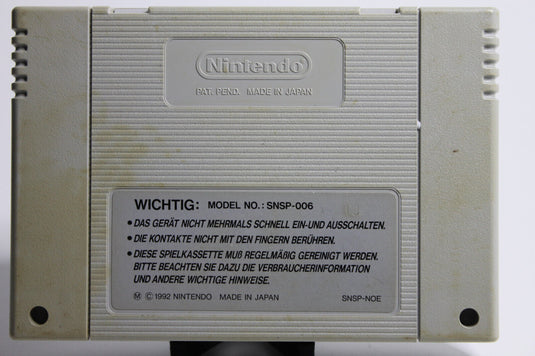 Nintendo
PAT. PEND. MADE IN JAPAN
WICHTIG: MODEL NO.: SNSP-006
• DAS GERÄT NICHT MEHRMALS SCHNELL EIN-UND AUSSCHALTEN.
• DIE KONTAKTE NICHT MIT DEN FINGERN BERÜHREN.
• DIESE SPIELKASSETTE MUß REGELMÄßIG GEREINIGT WERDEN.
BITTE BEACHTEN SIE DAZU DIE VERBRAUCHERINFORMATION
UND ANDERE WICHTIGE HINWEISE.
Ⓜ © 1992 NINTENDO MADE IN JAPAN SNSP-NOE